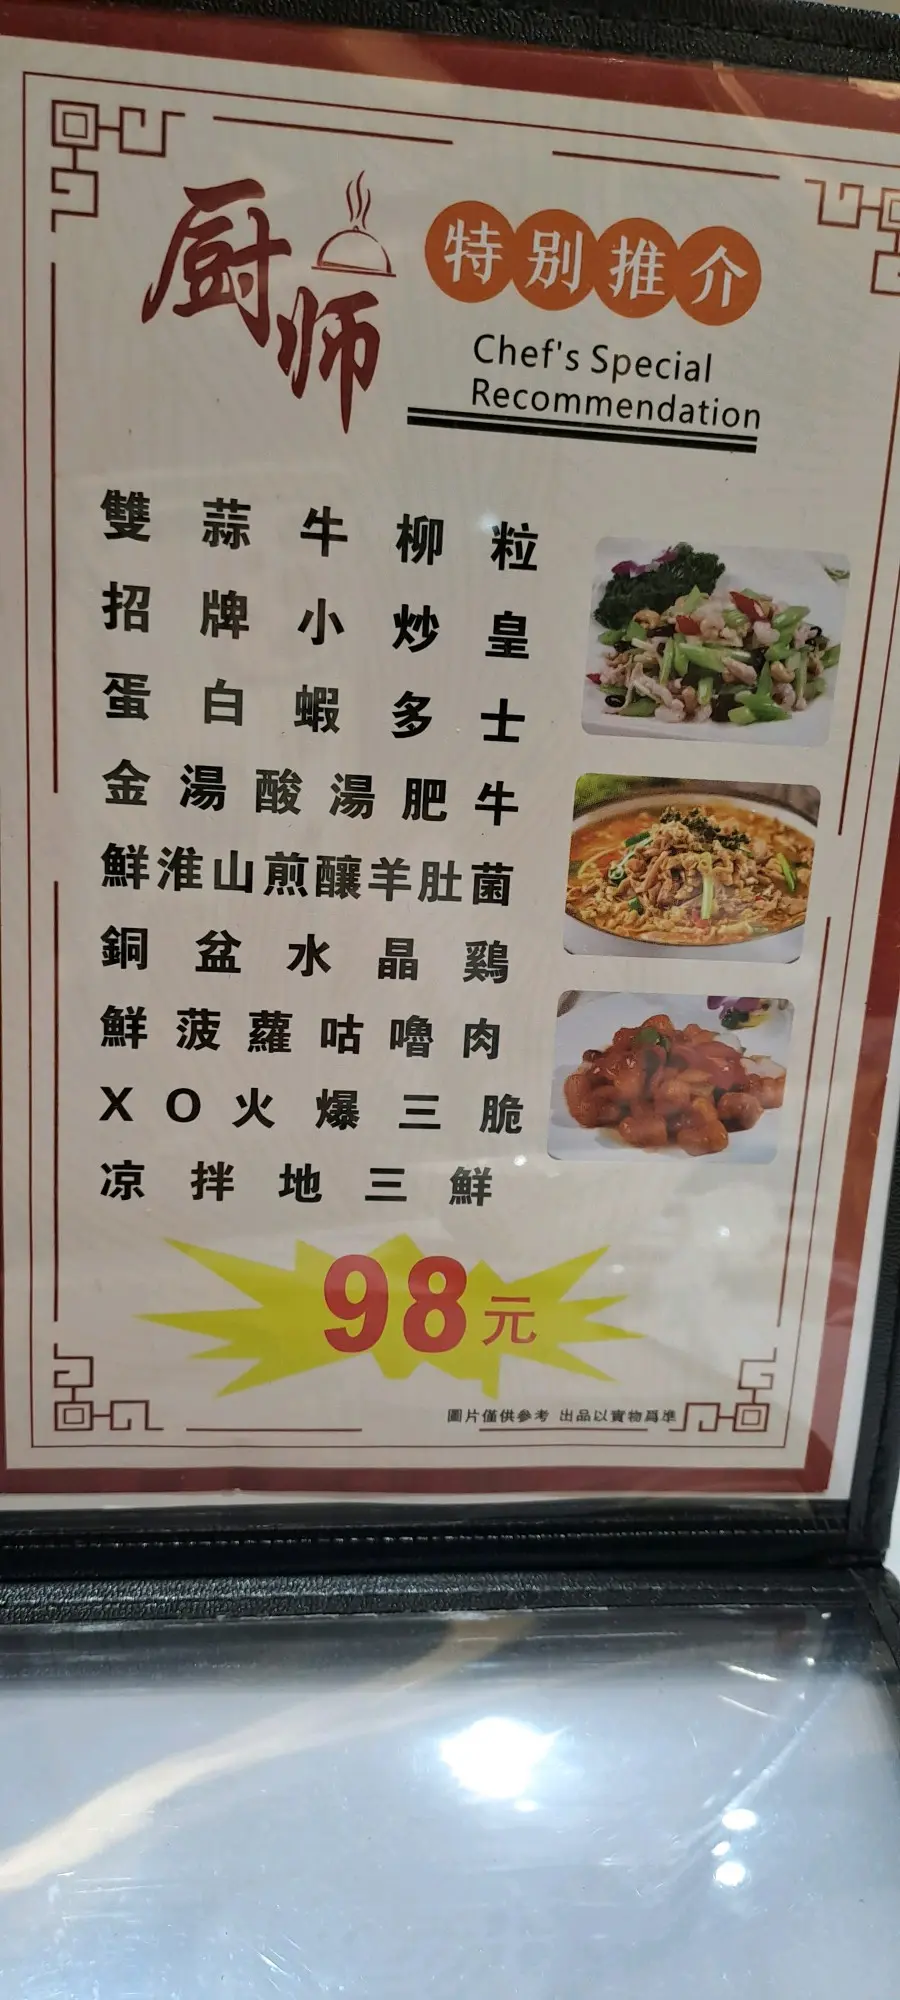 厨师
特别推介
Chef's Special
Recommendation
雙蒜牛柳粒
招牌小炒皇
蛋白蝦多士
金湯酸湯肥牛
鮮淮山煎釀羊肚菌
銅盆水晶鷄
鮮菠蘿咕嚕肉
XO火爆三脆
凉拌地三鮮
98元
圖片僅供參考 出品以實物爲準